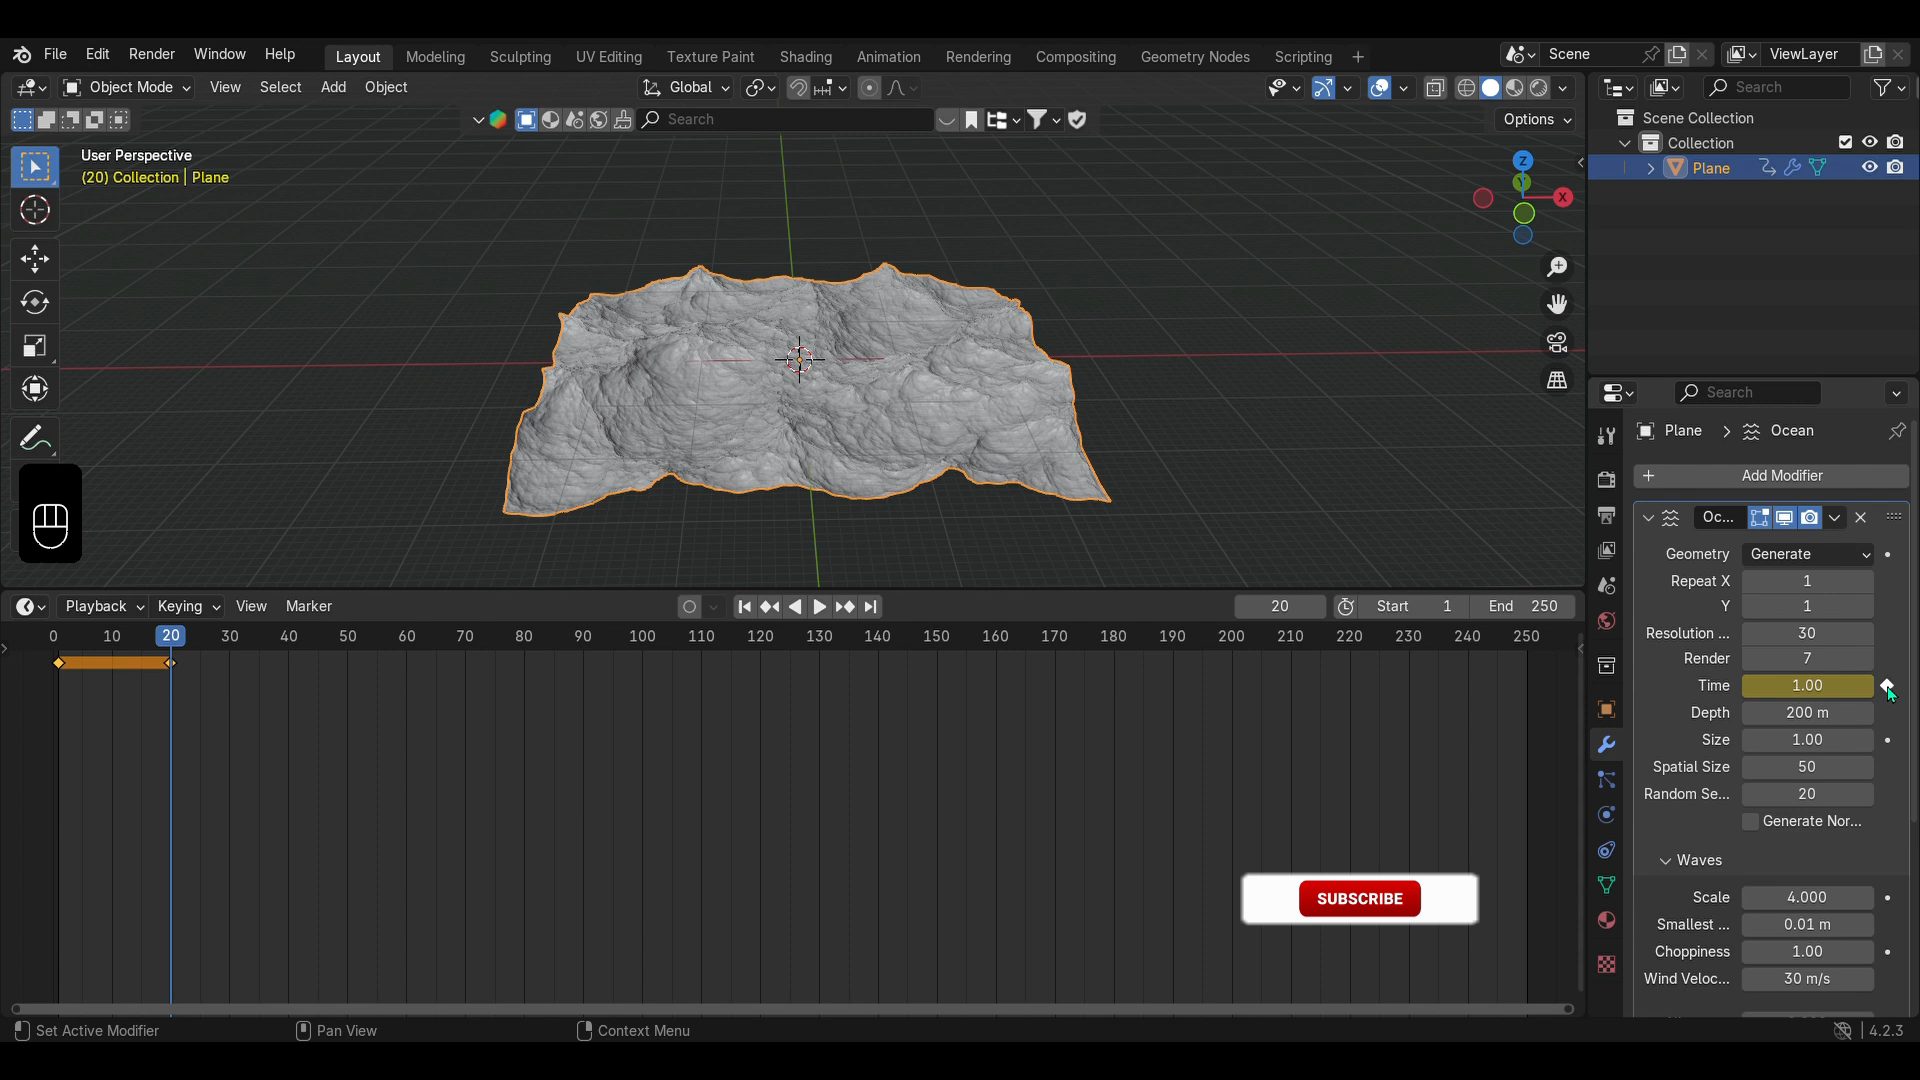 File Edit Render Window Help Layout Modeling Sculpting UV Editing Texture Paint Shading Animation Rendering Compositing Geometry Nodes Scripting + Scene ViewLayer
Object Mode View Select Add Object Global Search
Search Options
User Perspective
(20) Collection | Plane
Z
Y
X
Scene Collection
Collection
Plane
Search
Plane > Ocean
+ Add Modifier
Oc...
Geometry Generate
Repeat X 1
Y 1
Resolution ... 30
Render 7
Time 1.00
Depth 200 m
Size 1.00
Spatial Size 50
Random Se... 20
Generate Nor...
Waves
Scale 4.000
Smallest ... 0.01 m
Choppiness 1.00
Wind Veloc... 30 m/s
Playback Keying View Marker 20 Start 1 End 250
0 10 20 30 40 50 60 70 80 90 100 110 120 130 140 150 160 170 180 190 200 210 220 230 240 250
SUBSCRIBE
Set Active Modifier Pan View Context Menu 4.2.3